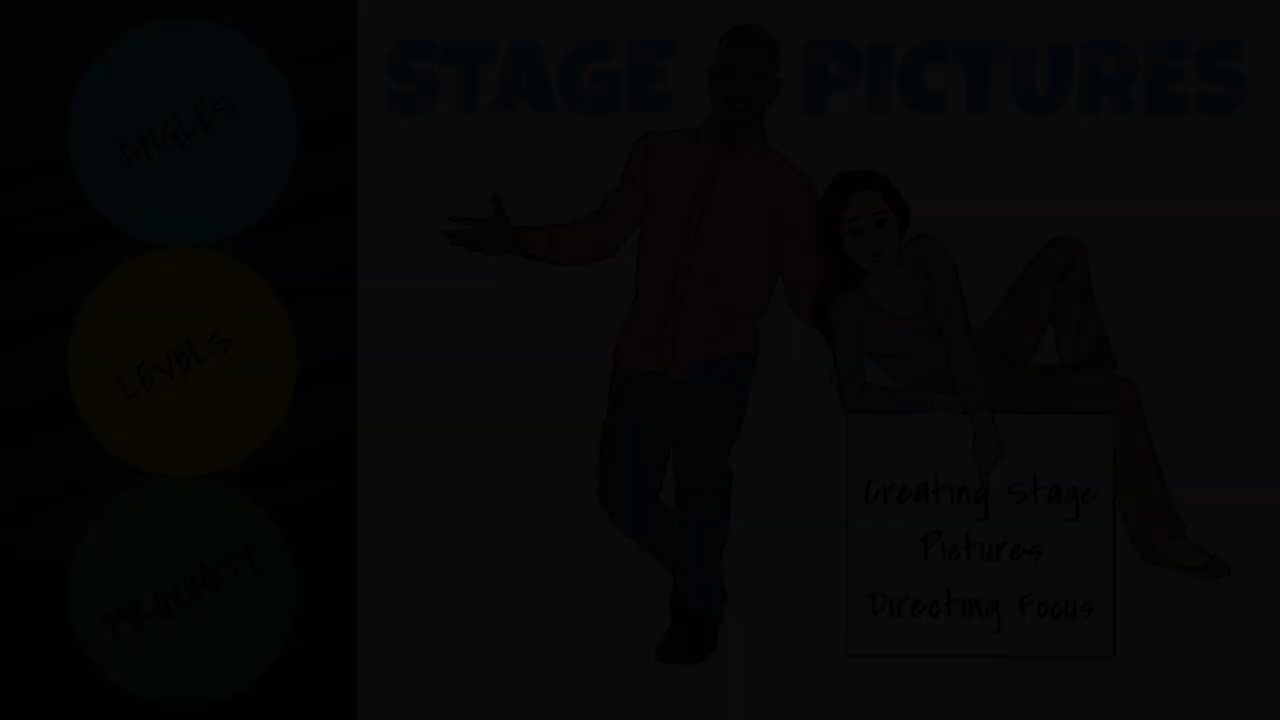 STAGE PICTURES
ANGLES
LEVELS
PROXIMITY
Creating Stage
Pictures
Directing Focus